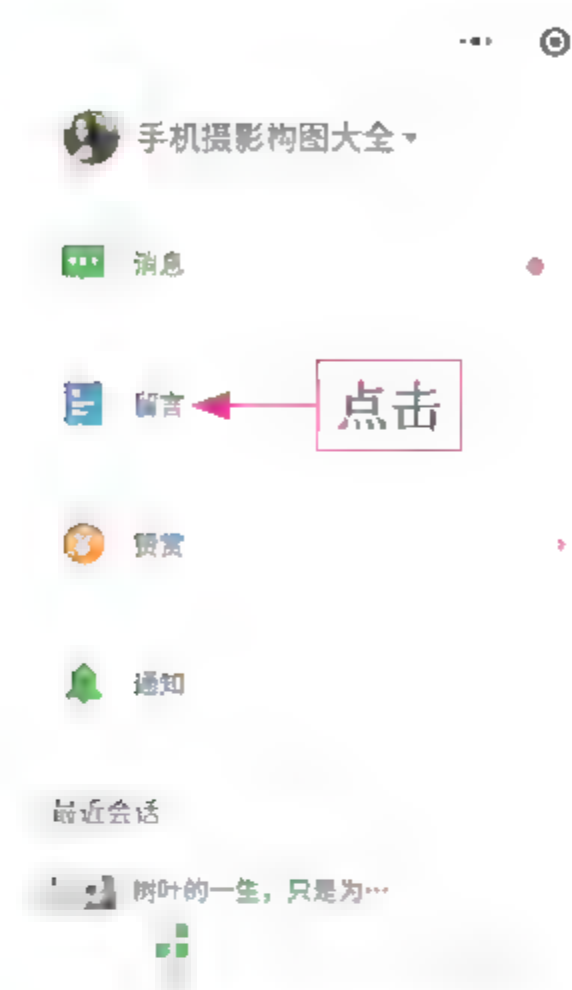 手机摄影构图大全
消息
留言
点击
赞赏
通知
最近会话
树叶的一生，只是为…